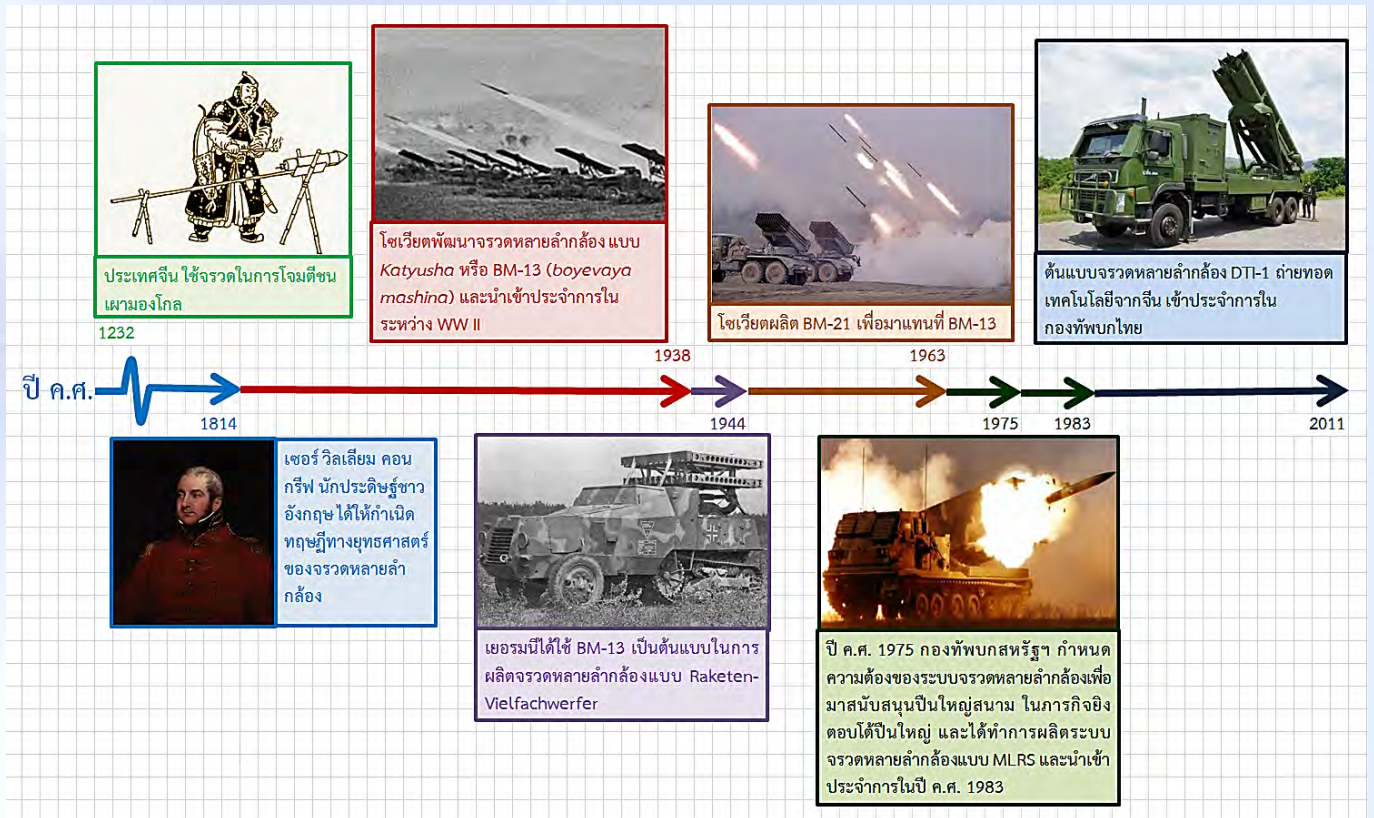 ประเทศจีน ใช้จรวดในการโจมตีชน
เผามองโกล
1232
โซเวียตพัฒนาจรวดหลายลำกล้อง แบบ
Katyusha หรือ BM-13 (boyevaya
mashina) และนำเข้าประจำการใน
ระหว่าง WW II
1938
โซเวียตผลิต BM-21 เพื่อมาแทนที่ BM-13
1963
ต้นแบบจรวดหลายลำกล้อง DTI-1 ถ่ายทอด
เทคโนโลยีจากจีน เข้าประจำการใน
กองทัพบกไทย
ปี ค.ศ.
1814
1944
1975
1983
2011
เซอร์ วิลเลียม คอน
กรีฟ นักประดิษฐ์ชาว
อังกฤษ ได้ให้กำเนิด
ทฤษฎีทางยุทธศาสตร์
ของจรวดหลายลำ
กล้อง
เยอรมนีได้ใช้ BM-13 เป็นต้นแบบในการ
ผลิตจรวดหลายลำกล้องแบบ Raketen-
Vielfachwerfer
ปี ค.ศ. 1975 กองทัพบกสหรัฐฯ กำหนด
ความต้องของระบบจรวดหลายลำกล้องเพื่อ
มาสนับสนุนปืนใหญ่สนาม ในภารกิจยิง
ตอบโต้ปืนใหญ่ และได้ทำการผลิตระบบ
จรวดหลายลำกล้องแบบ MLRS และนำเข้า
ประจำการในปี ค.ศ. 1983